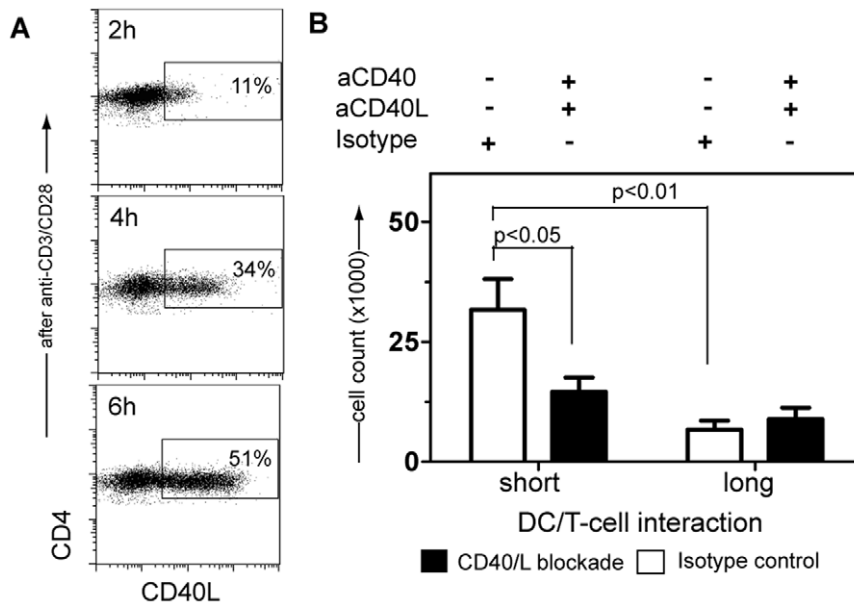 A
2h
11%
4h
34%
6h
51%
after anti-CD3/CD28
CD4
CD40L
B
aCD40 - + - +
aCD40L - + - +
Isotype + - + -
p<0.01
p<0.05
cell count (x1000)
50
25
0
short long
DC/T-cell interaction
CD40/L blockade Isotype control